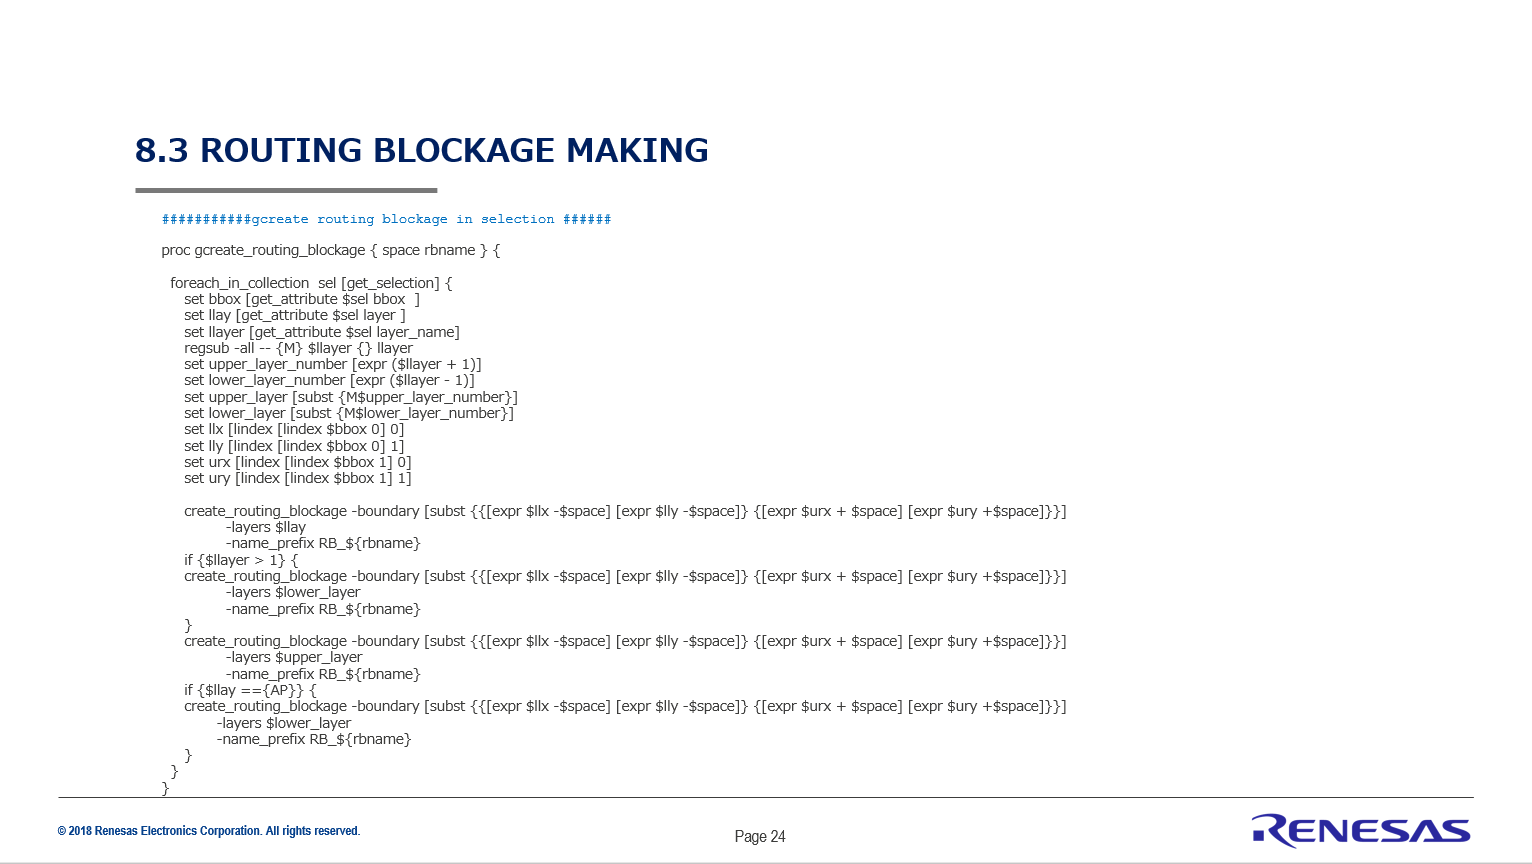 8.3 ROUTING BLOCKAGE MAKING
###########gcreate routing blockage in selection ######
proc gcreate_routing_blockage { space rbname } {
foreach_in_collection  sel [get_selection] {
set bbox [get_attribute $sel bbox  ]
set llay [get_attribute $sel layer ]
set llayer [get_attribute $sel layer_name]
regsub -all -- {M} $llayer {} llayer
set upper_layer_number [expr ($llayer + 1)]
set lower_layer_number [expr ($llayer - 1)]
set upper_layer [subst {M$upper_layer_number}]
set lower_layer [subst {M$lower_layer_number}]
set llx [lindex [lindex $bbox 0] 0]
set lly [lindex [lindex $bbox 0] 1]
set urx [lindex [lindex $bbox 1] 0]
set ury [lindex [lindex $bbox 1] 1]
create_routing_blockage -boundary [subst {{[expr $llx -$space] [expr $lly -$space]} {[expr $urx + $space] [expr $ury +$space]}}]
-layers $llay
-name_prefix RB_${rbname}
if {$llayer > 1} {
create_routing_blockage -boundary [subst {{[expr $llx -$space] [expr $lly -$space]} {[expr $urx + $space] [expr $ury +$space]}}]
-layers $lower_layer
-name_prefix RB_${rbname}
}
create_routing_blockage -boundary [subst {{[expr $llx -$space] [expr $lly -$space]} {[expr $urx + $space] [expr $ury +$space]}}]
-layers $upper_layer
-name_prefix RB_${rbname}
if {$llay =={AP}} {
create_routing_blockage -boundary [subst {{[expr $llx -$space] [expr $lly -$space]} {[expr $urx + $space] [expr $ury +$space]}}]
-layers $lower_layer
-name_prefix RB_${rbname}
}
}
}
© 2018 Renesas Electronics Corporation. All rights reserved.
Page 24
RENESAS